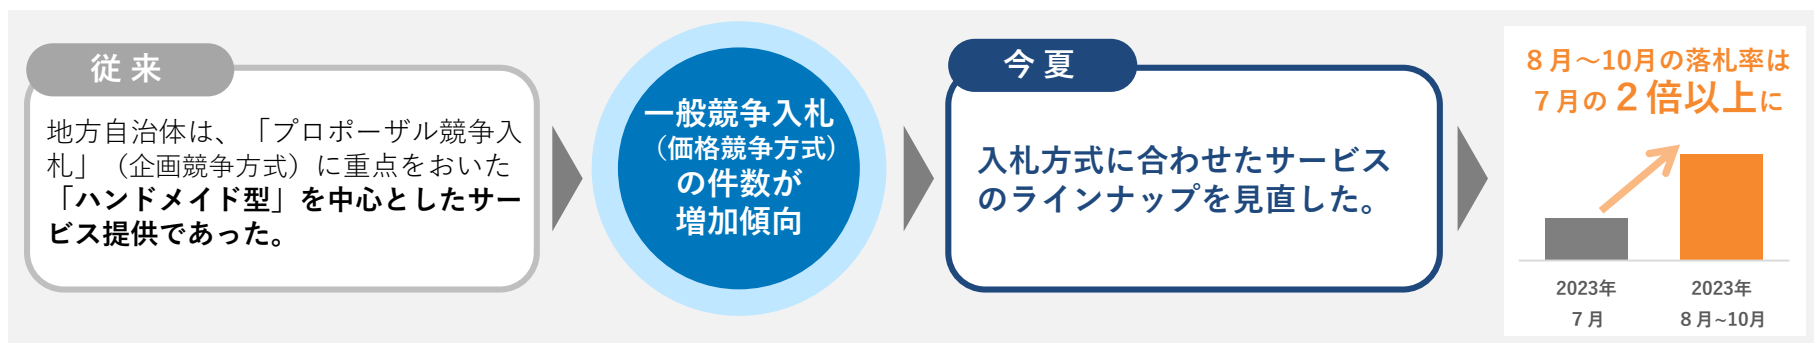 従来
地方自治体は、「プロポーザル競争入
札」（企画競争方式）に重点をおいた
「ハンドメイド型」を中心としたサー
ビス提供であった。
一般競争入札
（価格競争方式）
の件数が
増加傾向
今夏
入札方式に合わせたサービス
のラインナップを見直した。
８月～10月の落札率は
７月の２倍以上に
2023年
７月
2023年
８月~10月